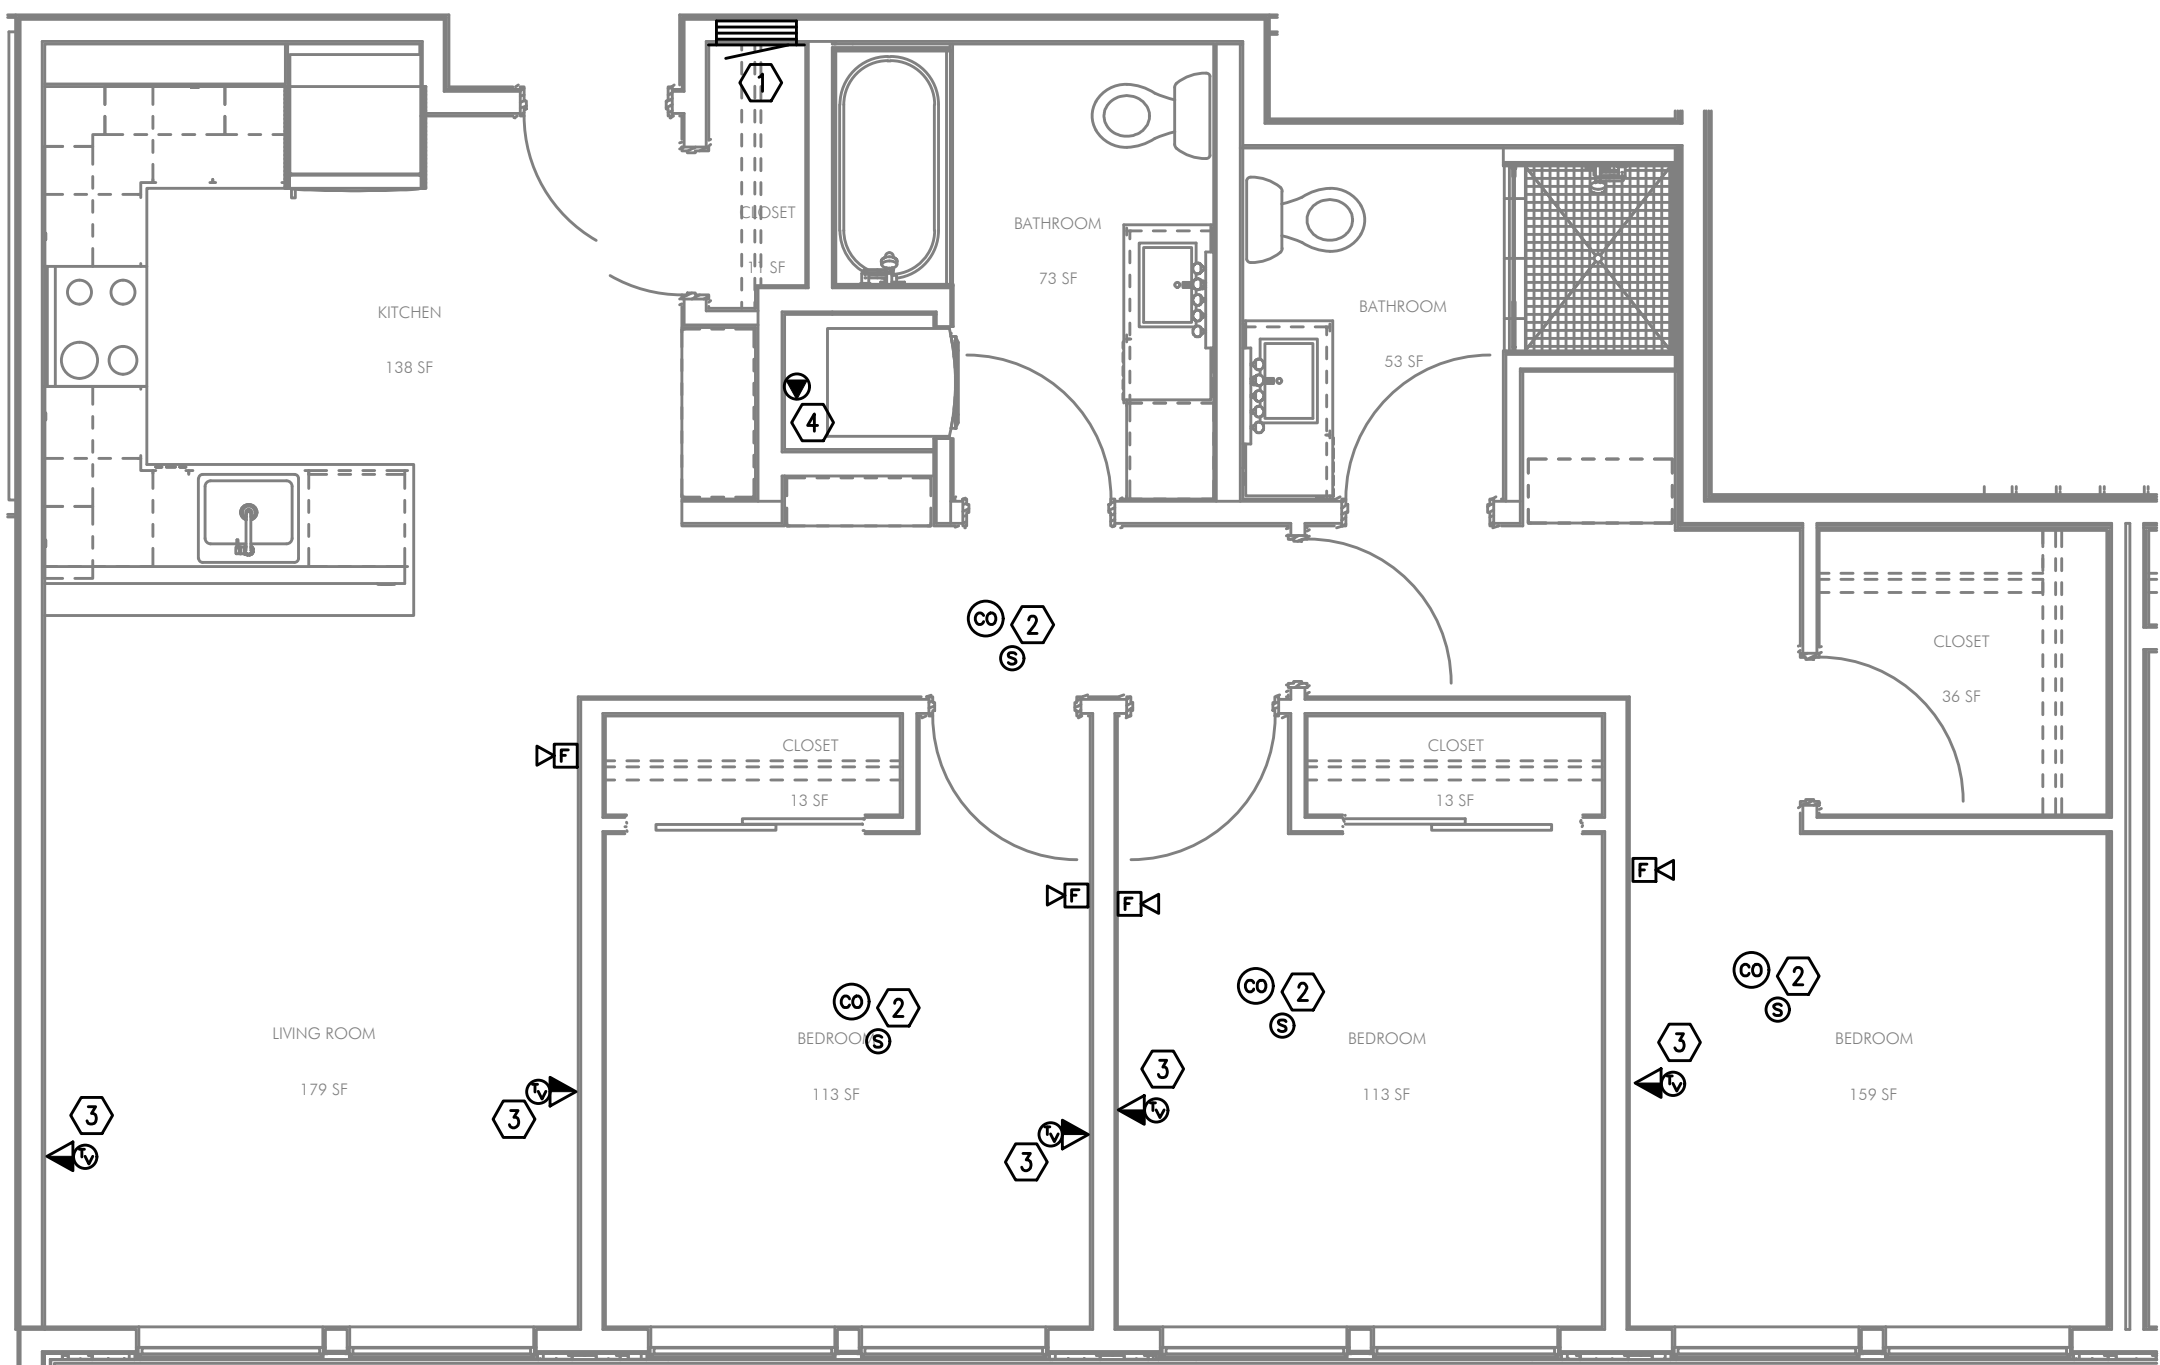 1
CLOSET
11 SF
BATHROOM
73 SF
BATHROOM
53 SF
KITCHEN
138 SF
4
CO
2
S
CLOSET
36 SF
CLOSET
13 SF
CLOSET
13 SF
F
F
F
F
CO
2
S
CO
2
S
CO
2
S
LIVING ROOM
179 SF
BEDROOM
113 SF
BEDROOM
113 SF
BEDROOM
159 SF
3
TV
3
TV
3
TV
3
TV
3
TV